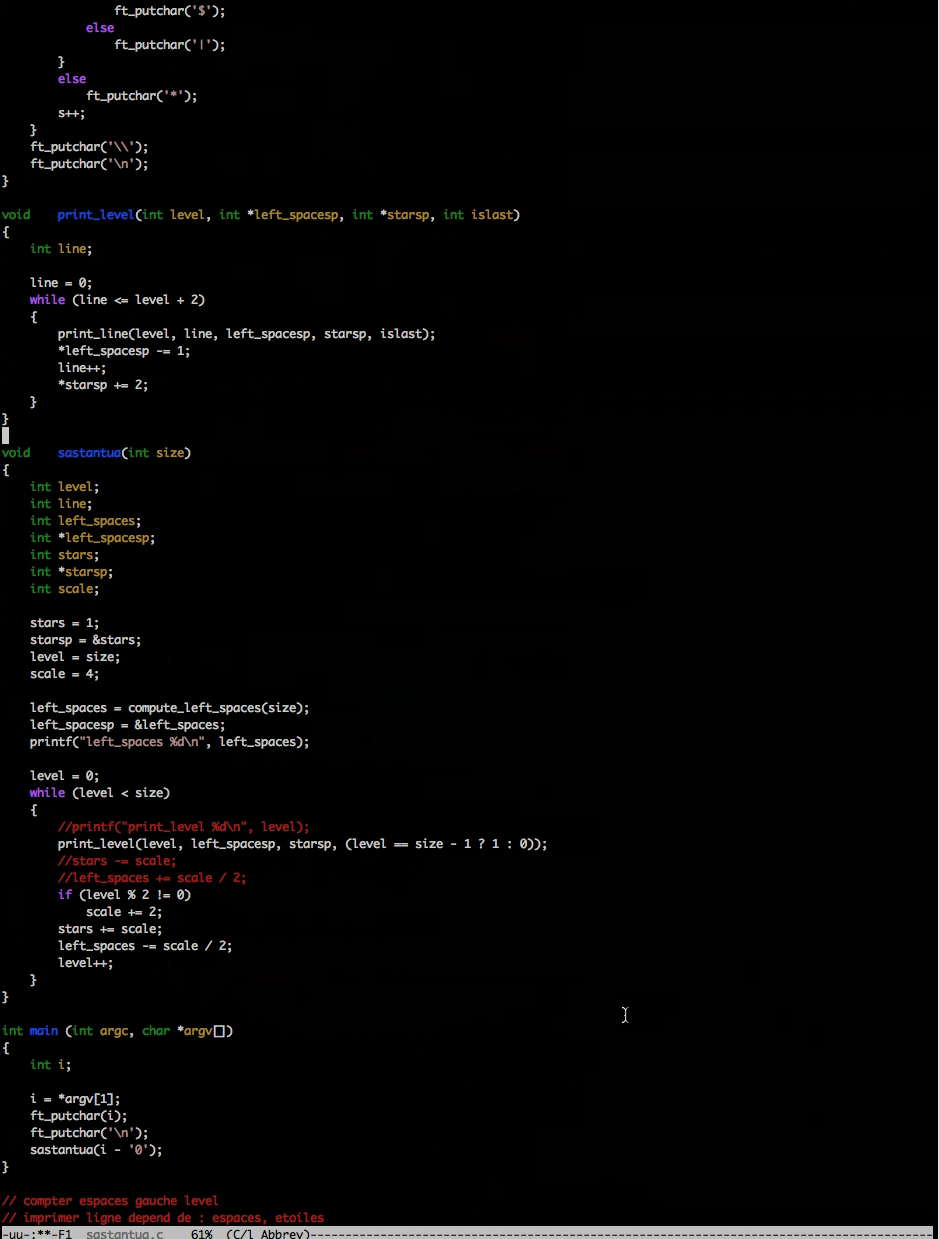 ft_putchar('$');
else
ft_putchar('|');
}
else
ft_putchar('*');
s++;
}
ft_putchar('\\');
ft_putchar('\n');
}
void    print_level(int level, int *left_spacesp, int *starsp, int islast)
{
int line;
line = 0;
while (line <= level + 2)
{
print_line(level, line, left_spacesp, starsp, islast);
*left_spacesp -= 1;
line++;
*starsp += 2;
}
}
void    sastantua(int size)
{
int level;
int line;
int left_spaces;
int *left_spacesp;
int stars;
int *starsp;
int scale;
stars = 1;
starsp = &stars;
level = size;
scale = 4;
left_spaces = compute_left_spaces(size);
left_spacesp = &left_spaces;
printf("left_spaces %d\n", left_spaces);
level = 0;
while (level < size)
{
//printf("print_level %d\n", level);
print_level(level, left_spacesp, starsp, (level == size - 1 ? 1 : 0));
//stars -= scale;
//left_spaces += scale / 2;
if (level % 2 != 0)
scale += 2;
stars += scale;
left_spaces -= scale / 2;
level++;
}
}
int main (int argc, char *argv[])
{
int i;
i = *argv[1];
ft_putchar(i);
ft_putchar('\n');
sastantua(i - '0');
}
// compter espaces gauche level
// imprimer ligne depend de : espaces, etoiles
-uu-:**-F1  sastantua.c    61%  (C/l Abbrev)----------------------------------------------------------------------------------------